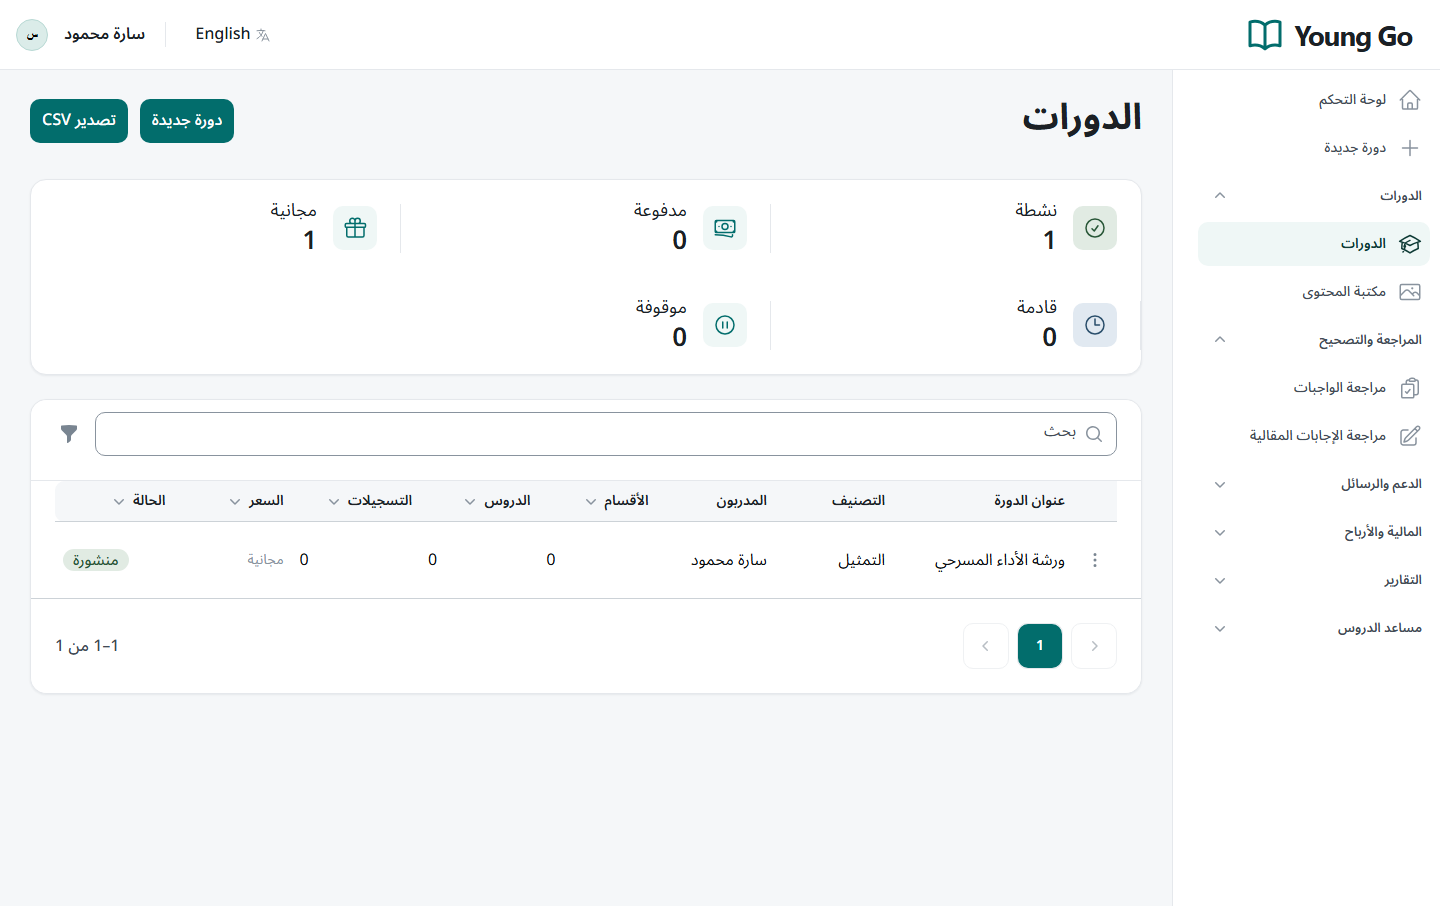 Young Go
English
سارة محمود
س
لوحة التحكم
دورة جديدة
الدورات
الدورات
مكتبة المحتوى
المراجعة والتصحيح
مراجعة الواجبات
مراجعة الإجابات المقالية
الدعم والرسائل
المالية والأرباح
التقارير
مساعد الدروس
الدورات
دورة جديدة
تصدير CSV
نشطة
1
مدفوعة
0
مجانية
1
قادمة
0
موقوفة
0
بحث
عنوان الدورة التصنيف المدربون الأقسام الدروس التسجيلات السعر الحالة
ورشة الأداء المسرحي التمثيل سارة محمود 0 0 0 مجانية منشورة
1
1–1 من 1